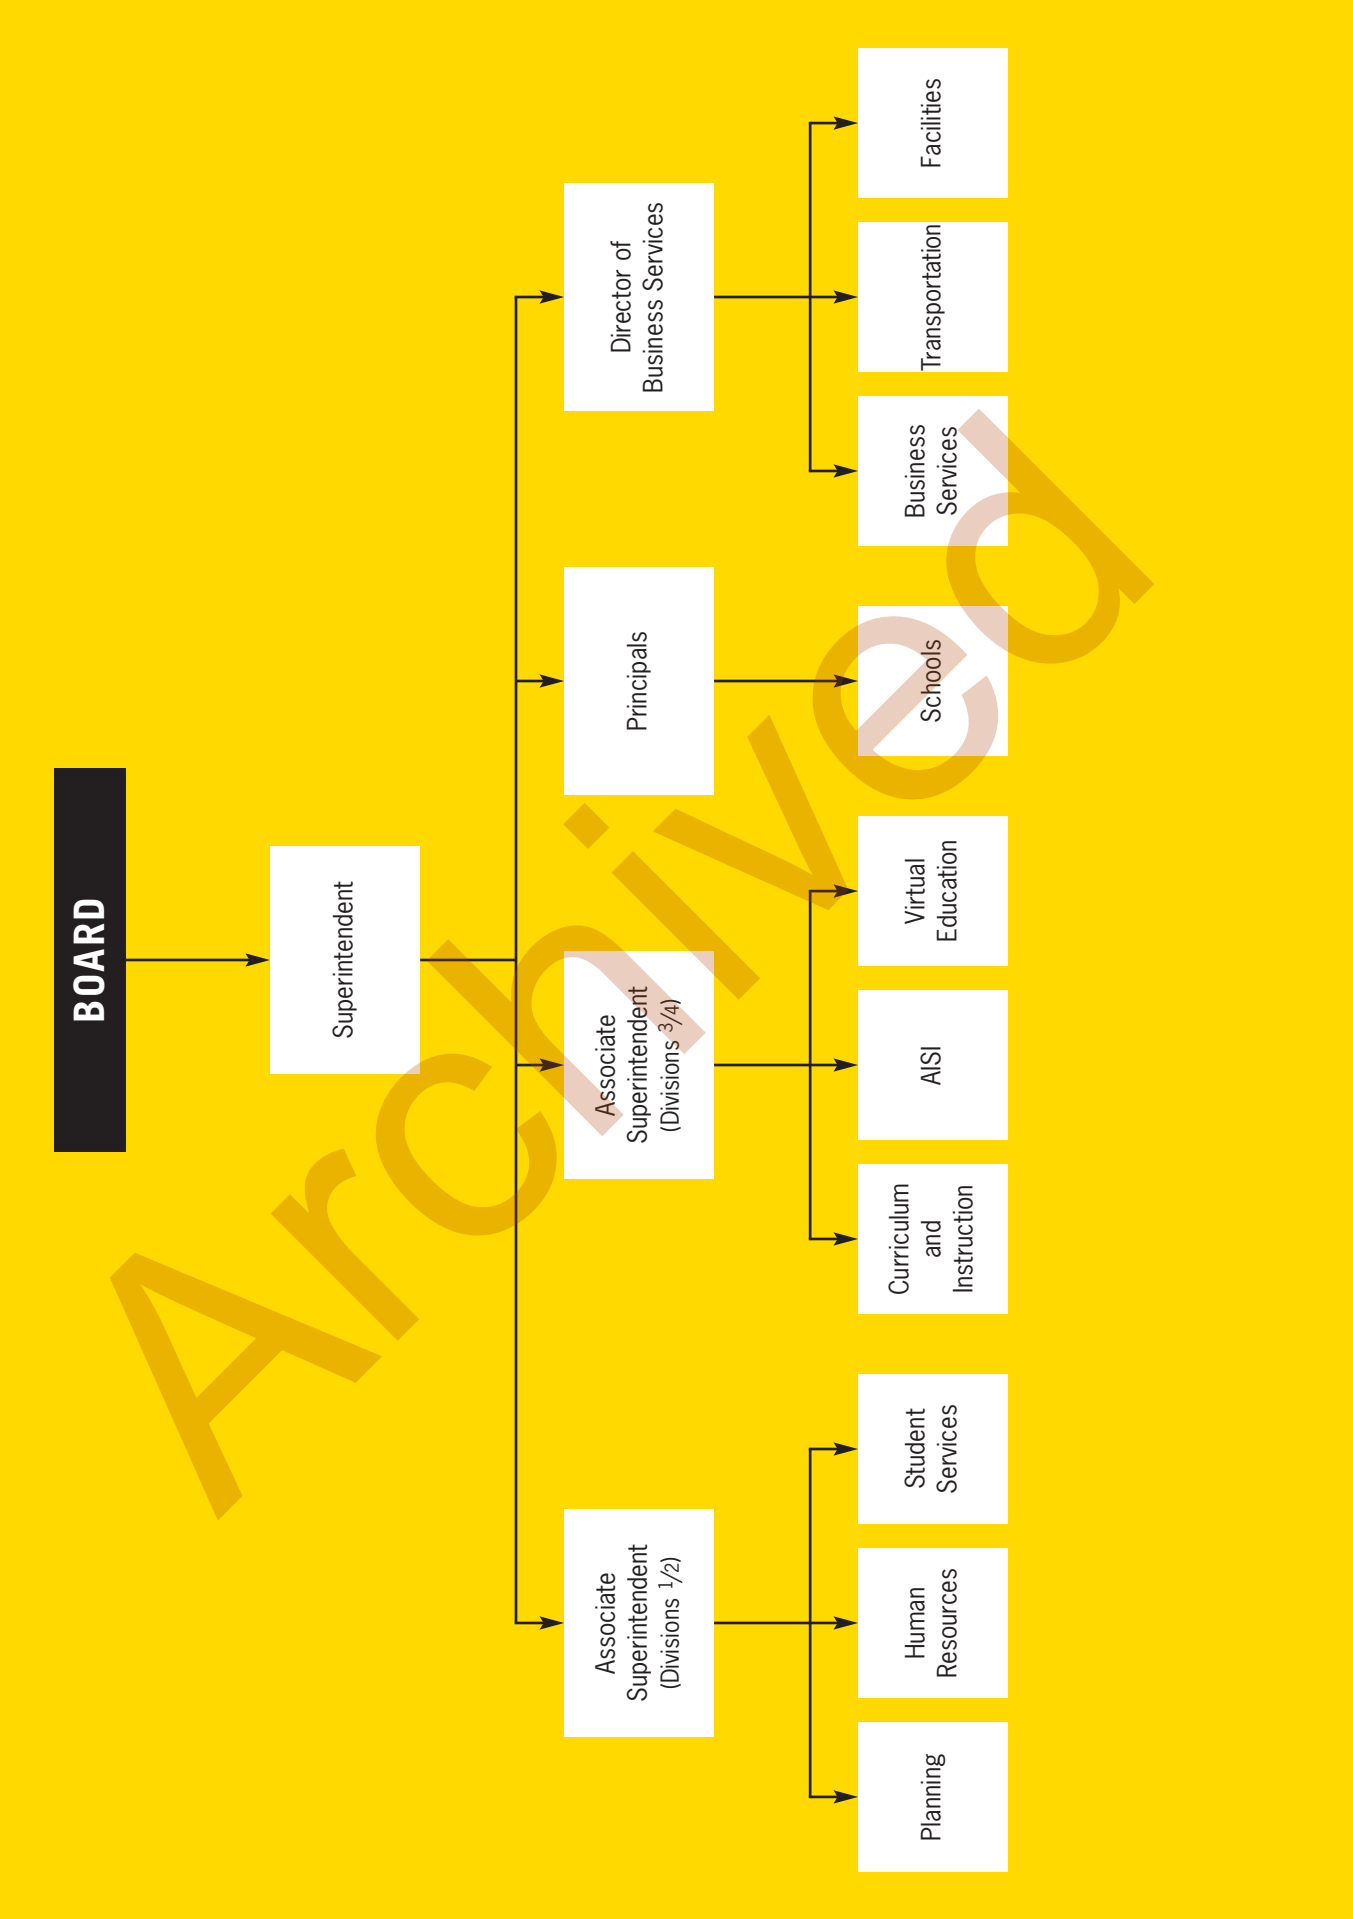 BOARD
Superintendent
Associate
Superintendent
(Divisions 1/2)
Associate
Superintendent
(Divisions 3/4)
Principals
Director of
Business Services
Planning
Human
Resources
Student
Services
Curriculum
and
Instruction
AISI
Virtual
Education
Schools
Business
Services
Transportation
Facilities
Archived